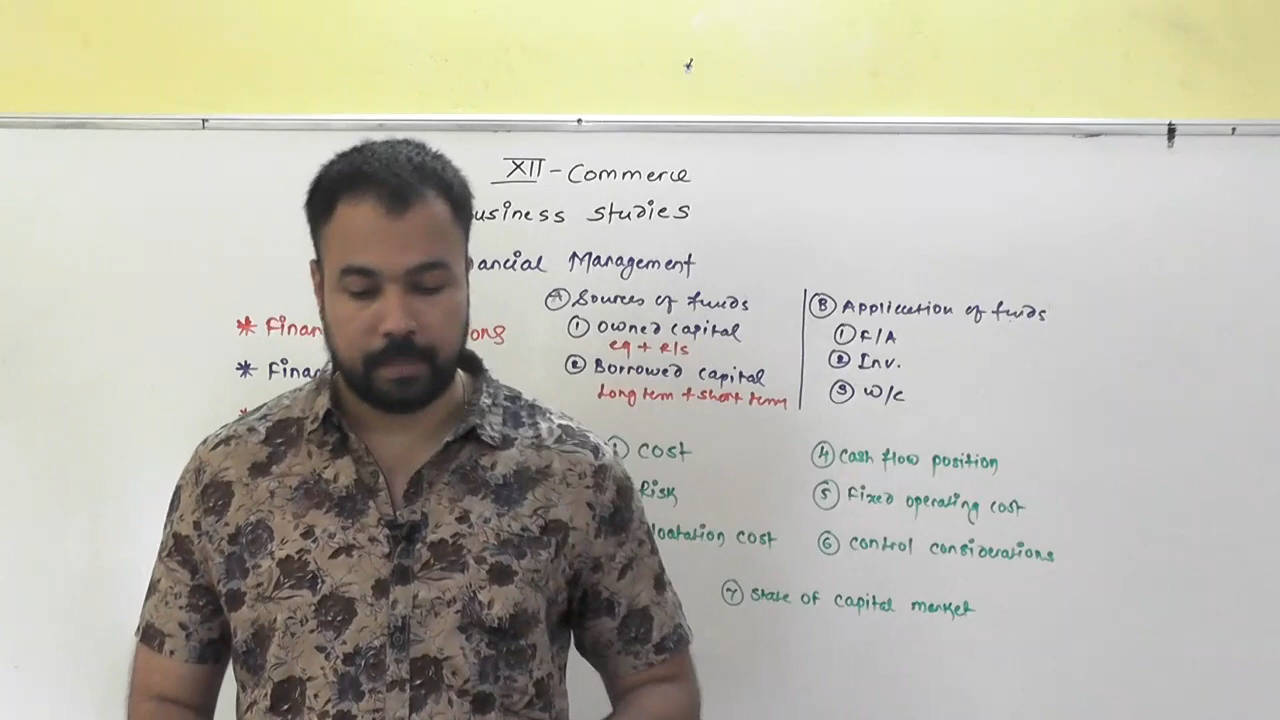 XII - Commerce
usiness studies
ancial Management
Ⓐ Sources of funds
① Owned capital
eq + R/s
② Borrowed capital
Long term + short term
Ⓑ Application of funds
① F/A
② Inv.
③ W/C
* Finan ons
* Finan
*
① Cost
Risk
loatation cost
④ Cash flow position
⑤ Fixed operating cost
⑥ Control considerations
⑦ State of capital market